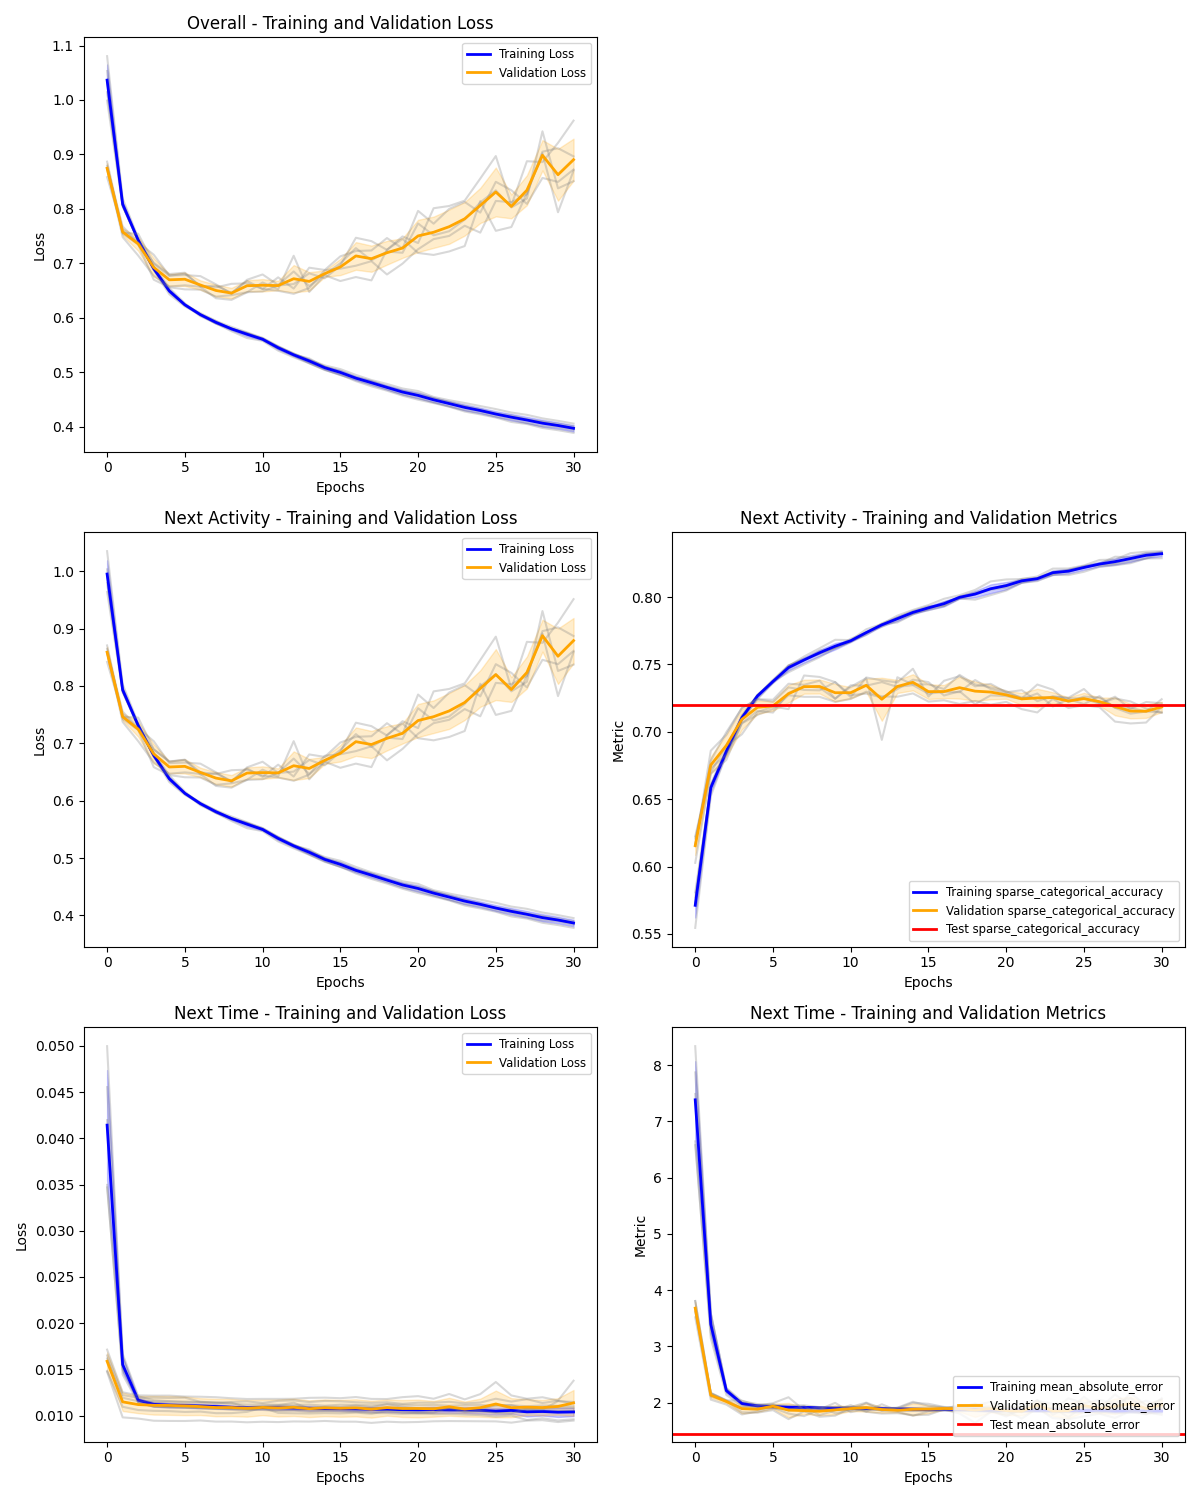 Overall - Training and Validation Loss
Training Loss
Validation Loss
Loss
1.1
1.0
0.9
0.8
0.7
0.6
0.5
0.4
0 5 10 15 20 25 30
Epochs
Next Activity - Training and Validation Loss
Training Loss
Validation Loss
Loss
1.0
0.9
0.8
0.7
0.6
0.5
0.4
0 5 10 15 20 25 30
Epochs
Next Activity - Training and Validation Metrics
Metric
0.80
0.75
0.70
0.65
0.60
0.55
Training sparse_categorical_accuracy
Validation sparse_categorical_accuracy
Test sparse_categorical_accuracy
0 5 10 15 20 25 30
Epochs
Next Time - Training and Validation Loss
Training Loss
Validation Loss
Loss
0.050
0.045
0.040
0.035
0.030
0.025
0.020
0.015
0.010
0 5 10 15 20 25 30
Epochs
Next Time - Training and Validation Metrics
Metric
8
7
6
5
4
3
2
Training mean_absolute_error
Validation mean_absolute_error
Test mean_absolute_error
0 5 10 15 20 25 30
Epochs